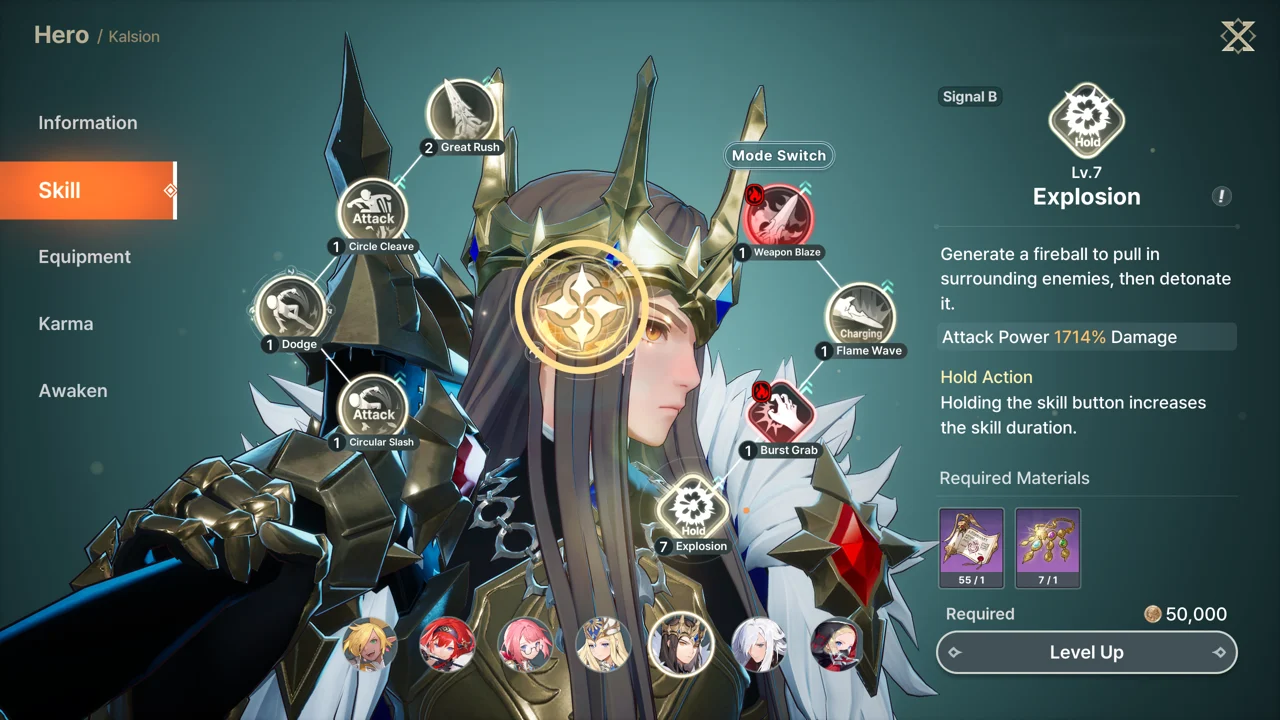 Hero / Kalsion
Information
Skill
Equipment
Karma
Awaken
2 Great Rush
Attack
1 Circle Cleave
1 Dodge
Attack
1 Circular Slash
Mode Switch
1 Weapon Blaze
Charging
1 Flame Wave
1 Burst Grab
Hold
7 Explosion
Signal B
Hold
Lv.7
Explosion
!
Generate a fireball to pull in
surrounding enemies, then detonate
it.
Attack Power 1714% Damage
Hold Action
Holding the skill button increases
the skill duration.
Required Materials
55 / 1
7 / 1
Required
50,000
Level Up